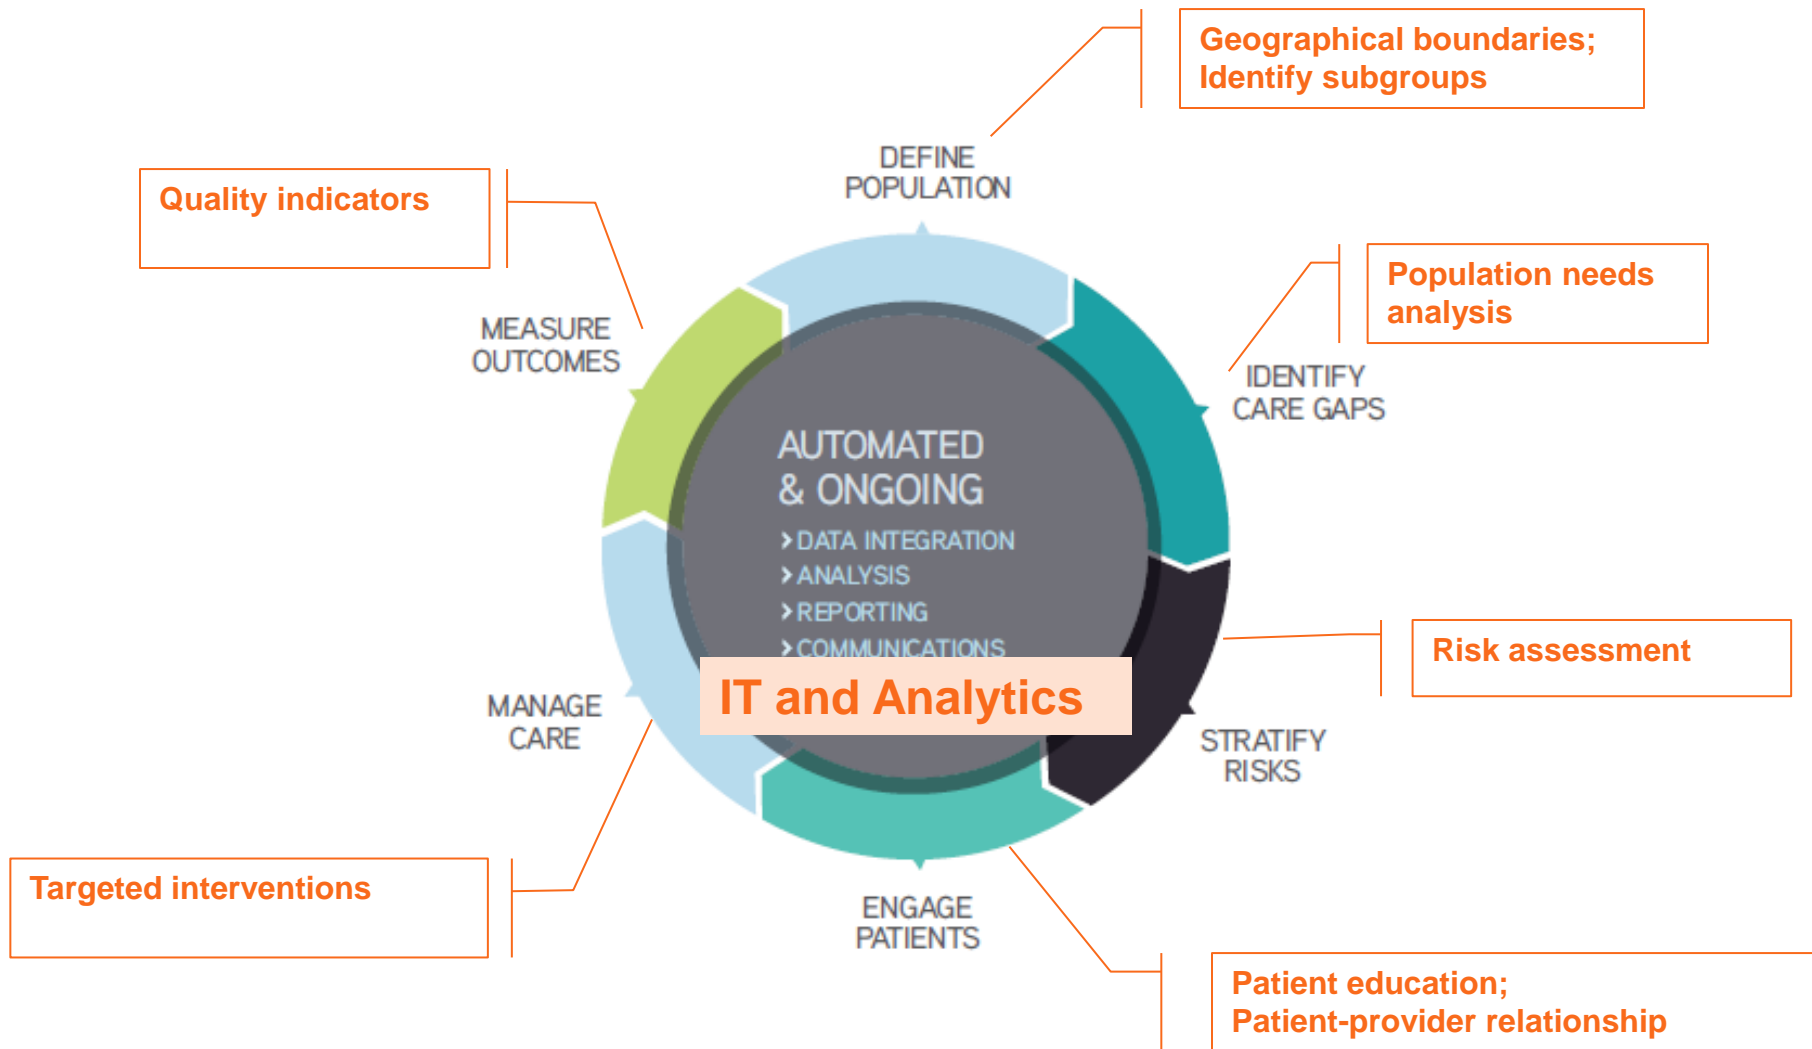 Geographical boundaries;
Identify subgroups
DEFINE
POPULATION
Quality indicators
Population needs
analysis
MEASURE
OUTCOMES
IDENTIFY
CARE GAPS
AUTOMATED
& ONGOING
> DATA INTEGRATION
> ANALYSIS
> REPORTING
> COMMUNICATIONS
IT and Analytics
Risk assessment
MANAGE
CARE
STRATIFY
RISKS
Targeted interventions
ENGAGE
PATIENTS
Patient education;
Patient-provider relationship